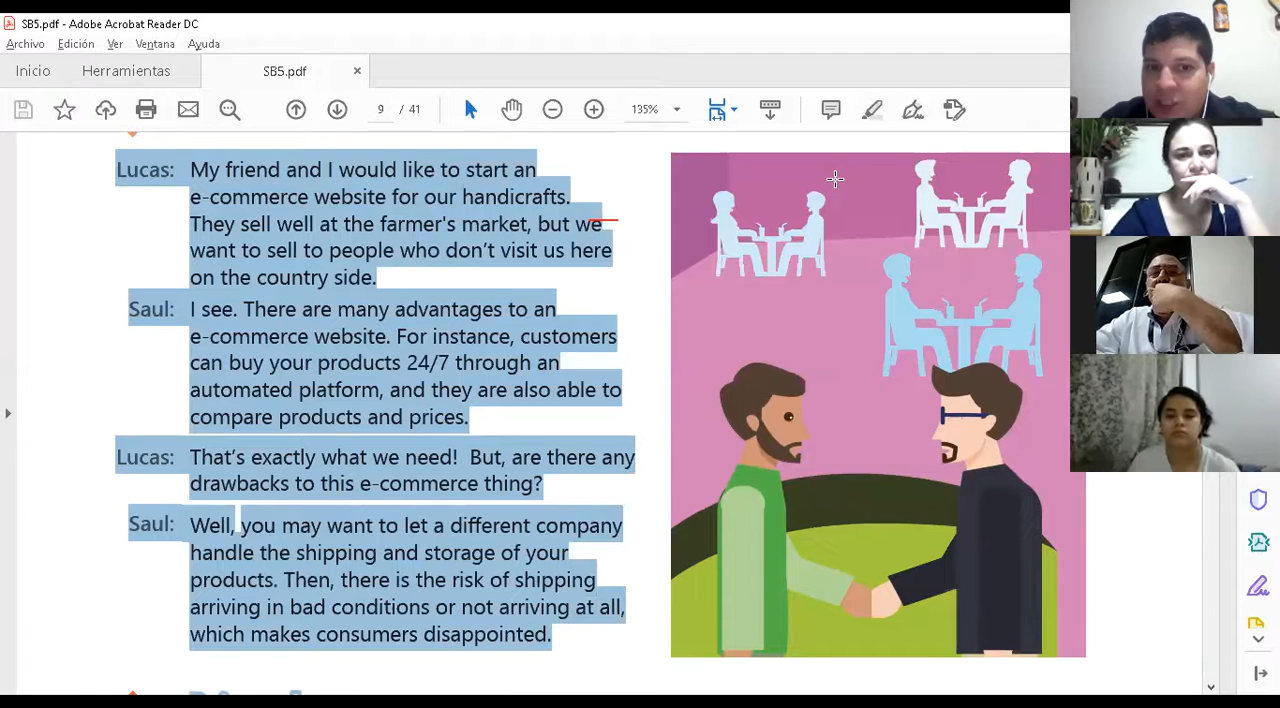 SB5.pdf - Adobe Acrobat Reader DC
Archivo Edición Ver Ventana Ayuda
Inicio Herramientas SB5.pdf ×
9 / 41 135%
Lucas: My friend and I would like to start an
e-commerce website for our handicrafts.
They sell well at the farmer's market, but we
want to sell to people who don't visit us here
on the country side.
Saul: I see. There are many advantages to an
e-commerce website. For instance, customers
can buy your products 24/7 through an
automated platform, and they are also able to
compare products and prices.
Lucas: That's exactly what we need! But, are there any
drawbacks to this e-commerce thing?
Saul: Well, you may want to let a different company
handle the shipping and storage of your
products. Then, there is the risk of shipping
arriving in bad conditions or not arriving at all,
which makes consumers disappointed.